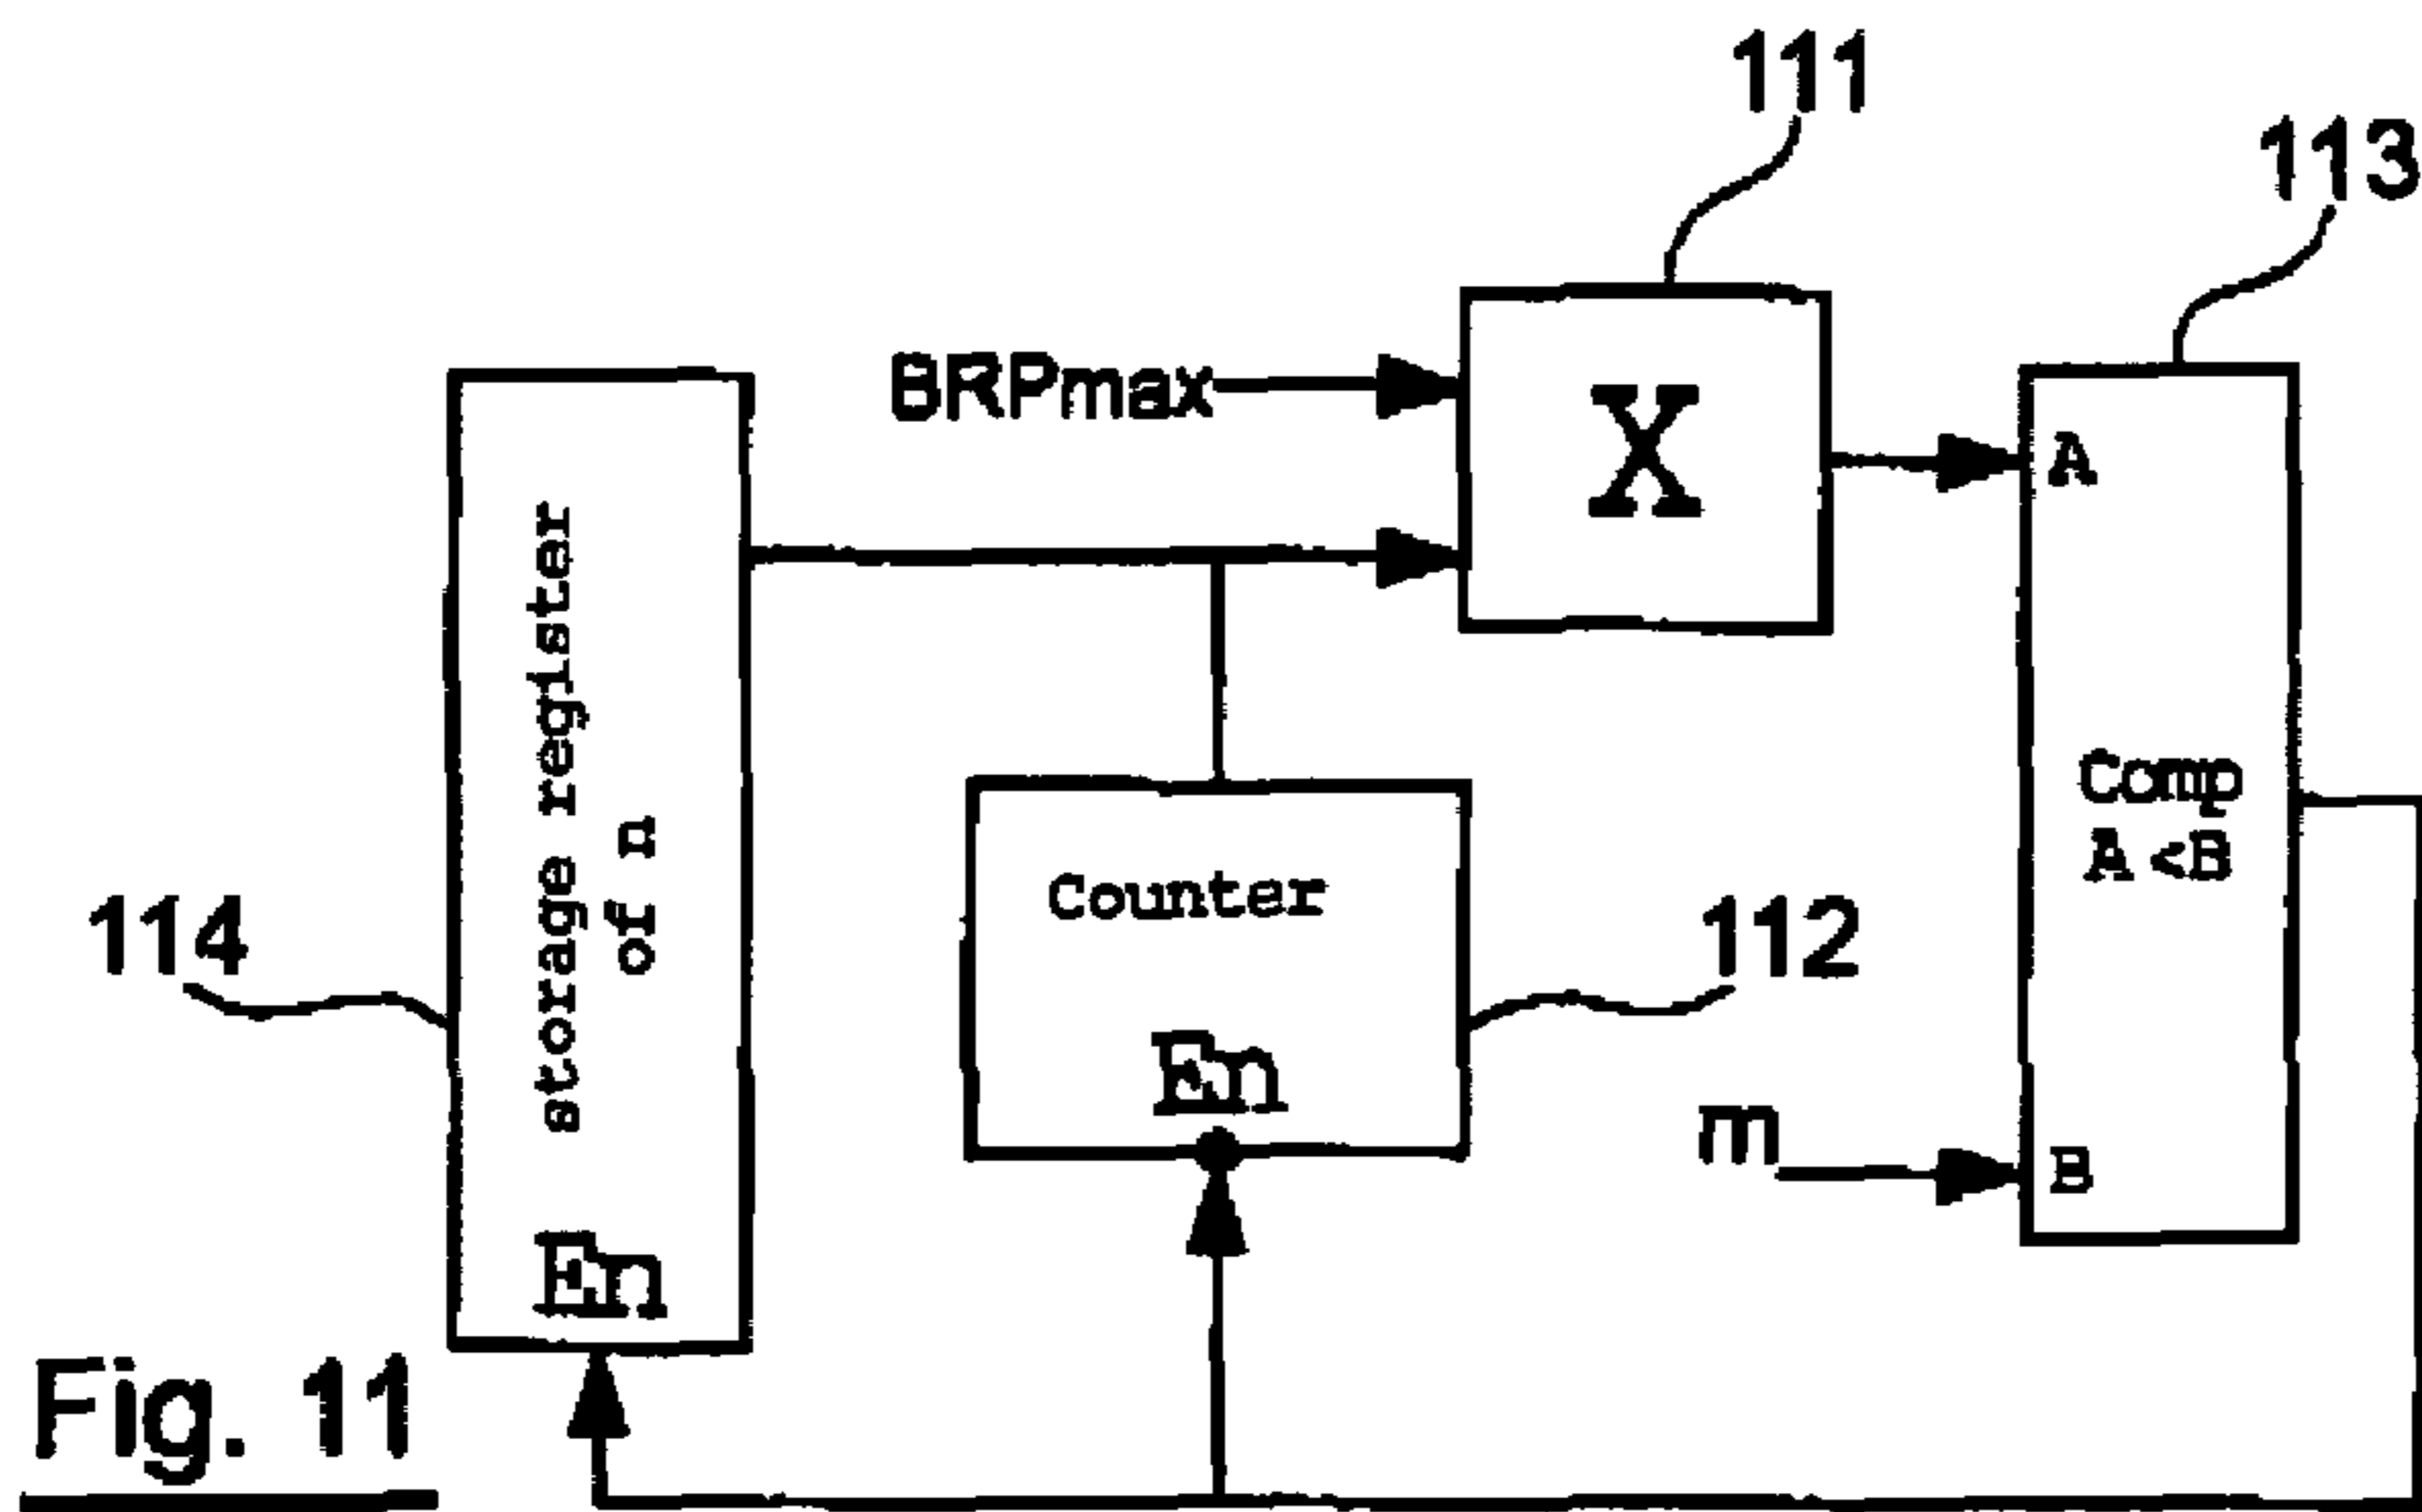 111
113
BRPmax
X
A
storage register
of n
Counter
Comp
A<B
114
112
En
m
B
En
Fig. 11